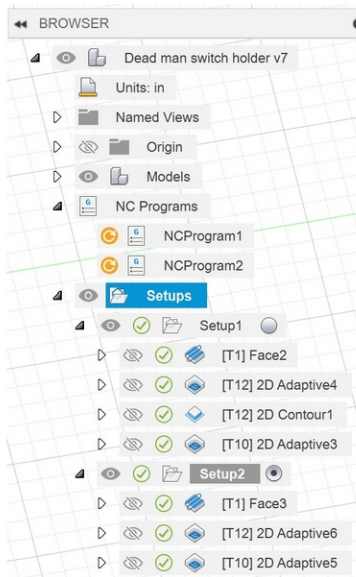 BROWSER
Dead man switch holder v7
Units: in
Named Views
Origin
Models
NC Programs
NCProgram1
NCProgram2
Setups
Setup1
[T1] Face2
[T12] 2D Adaptive4
[T12] 2D Contour1
[T10] 2D Adaptive3
Setup2
[T1] Face3
[T12] 2D Adaptive6
[T10] 2D Adaptive5